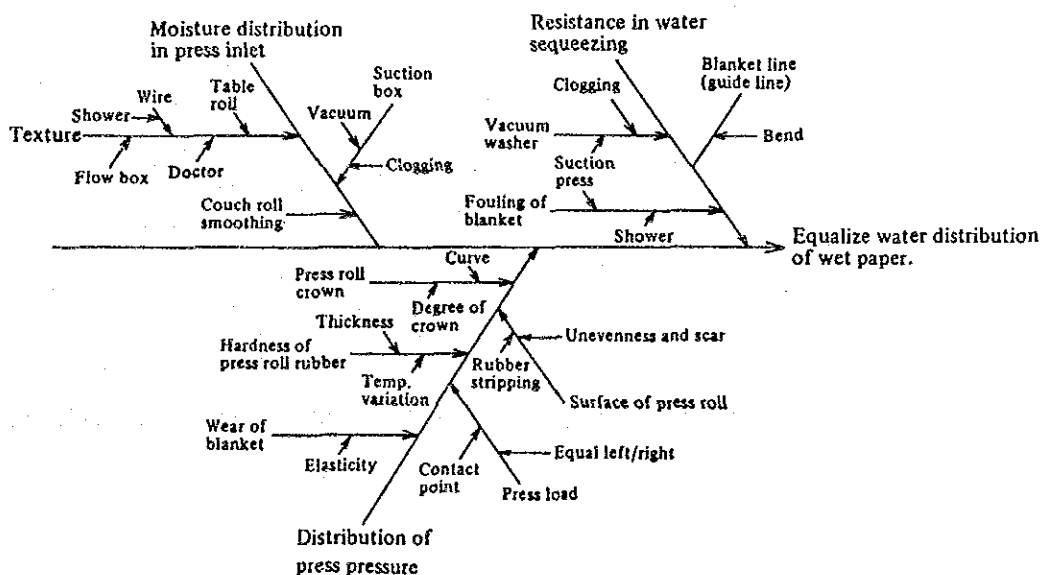 Moisture distribution
in press inlet
Resistance in water
sequeezing
Suction
box
Blanket line
(guide line)
Wire
Table
roll
Shower
Vacuum
Clogging
Texture
Vacuum
washer
Bend
Flow box
Doctor
Clogging
Suction
press
Couch roll
smoothing
Fouling of
blanket
Shower
Equalize water distribution
of wet paper.
Curve
Press roll
crown
Degree of
crown
Thickness
Unevenness and scar
Hardness of
press roll rubber
Rubber
stripping
Temp.
variation
Surface of press roll
Wear of
blanket
Elasticity
Contact
point
Equal left/right
Press load
Distribution of
press pressure